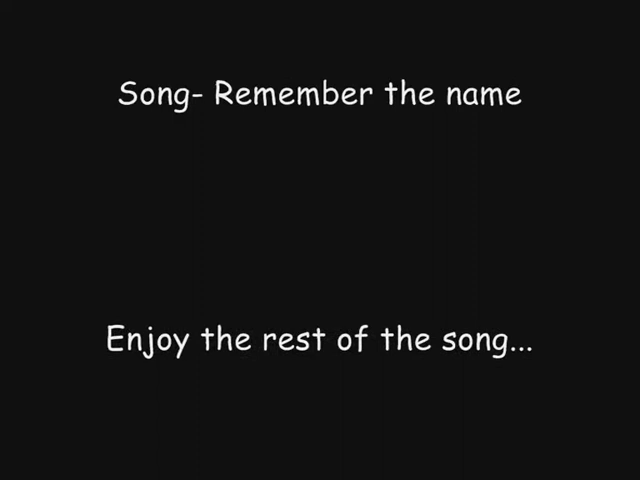 Song- Remember the name
Enjoy the rest of the song...